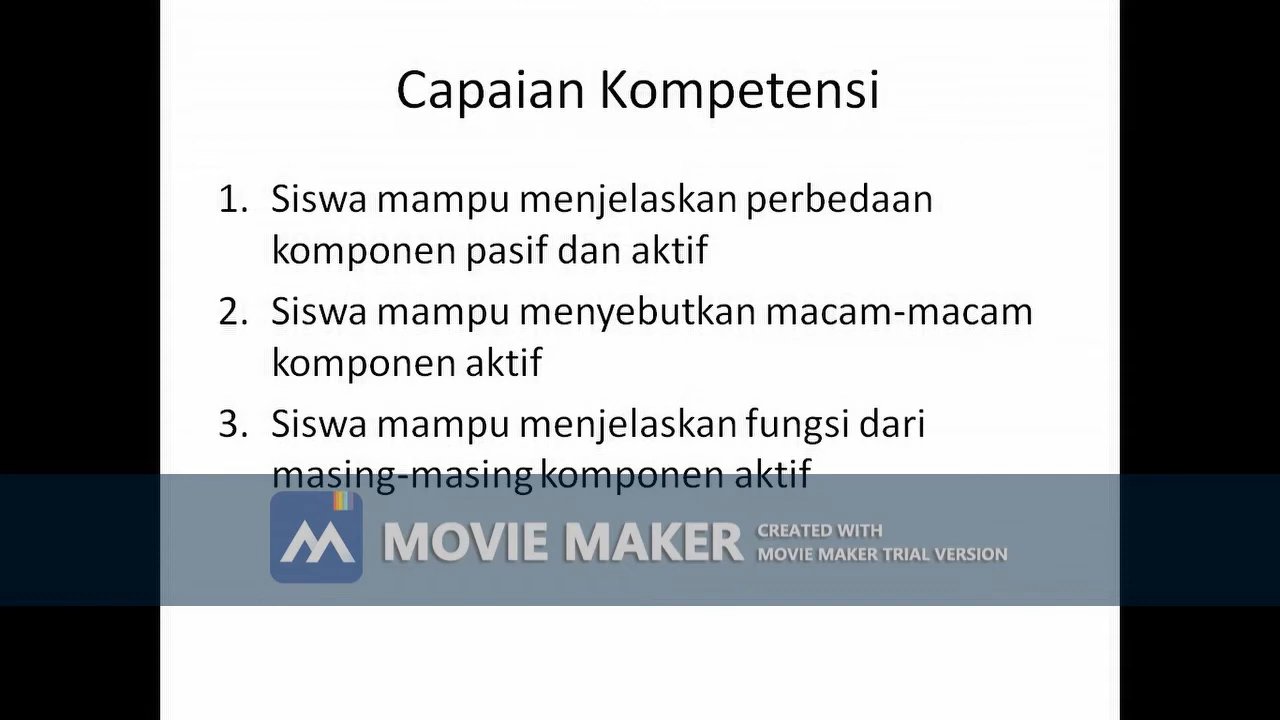 Capaian Kompetensi
1. Siswa mampu menjelaskan perbedaan
komponen pasif dan aktif
2. Siswa mampu menyebutkan macam-macam
komponen aktif
3. Siswa mampu menjelaskan fungsi dari
masing-masing komponen aktif
MOVIE MAKER
CREATED WITH
MOVIE MAKER TRIAL VERSION